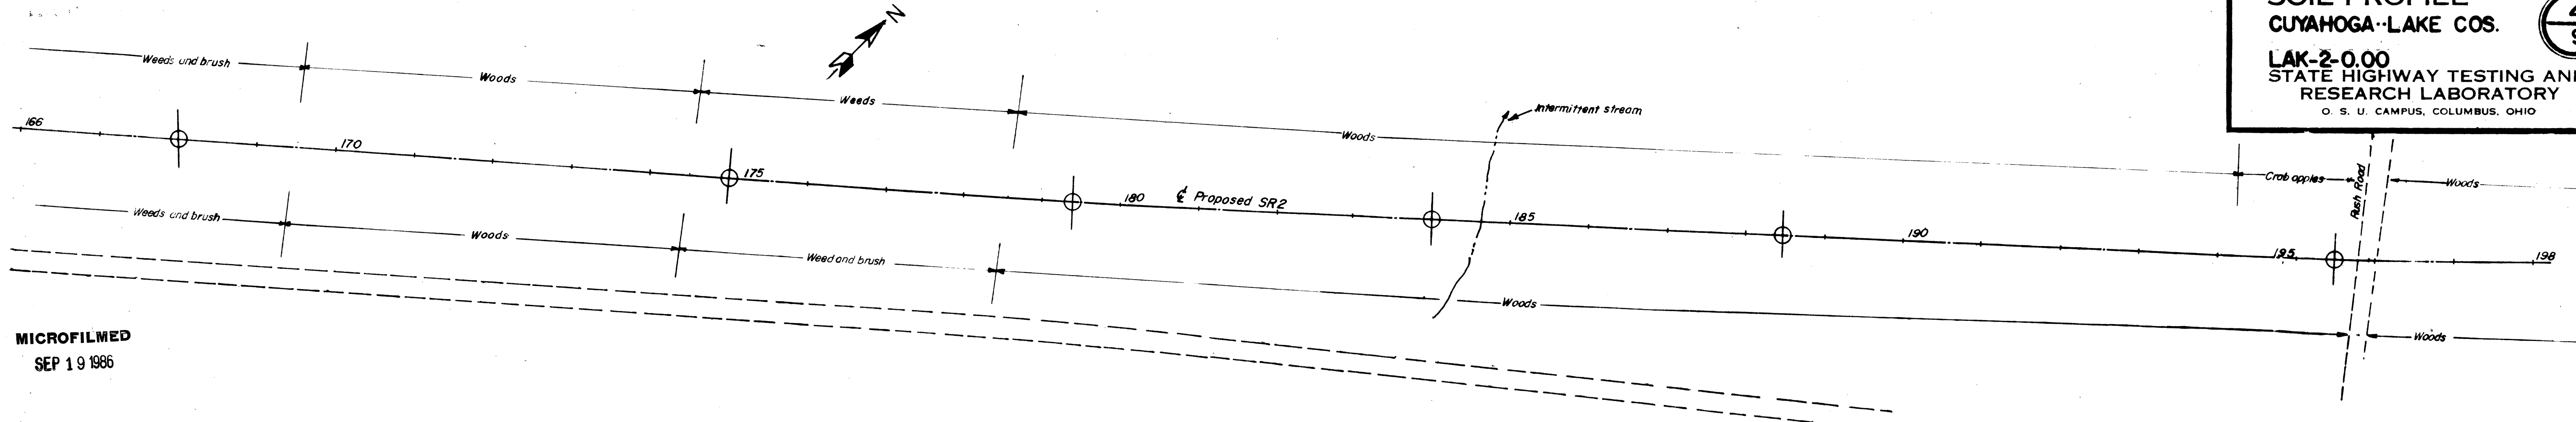 SOIL PROFILE
CUYAHOGA--LAKE COS.
LAK-2-0.00
STATE HIGHWAY TESTING AND
RESEARCH LABORATORY
O. S. U. CAMPUS, COLUMBUS, OHIO
N
Weeds and brush
Woods
Weeds
Woods
Intermittent stream
Crab apples
Rush Road
Woods
166
170
175
180
℄ Proposed SR2
185
190
195
198
Weeds and brush
Woods
Weed and brush
Woods
Woods
MICROFILMED
SEP 19 1986